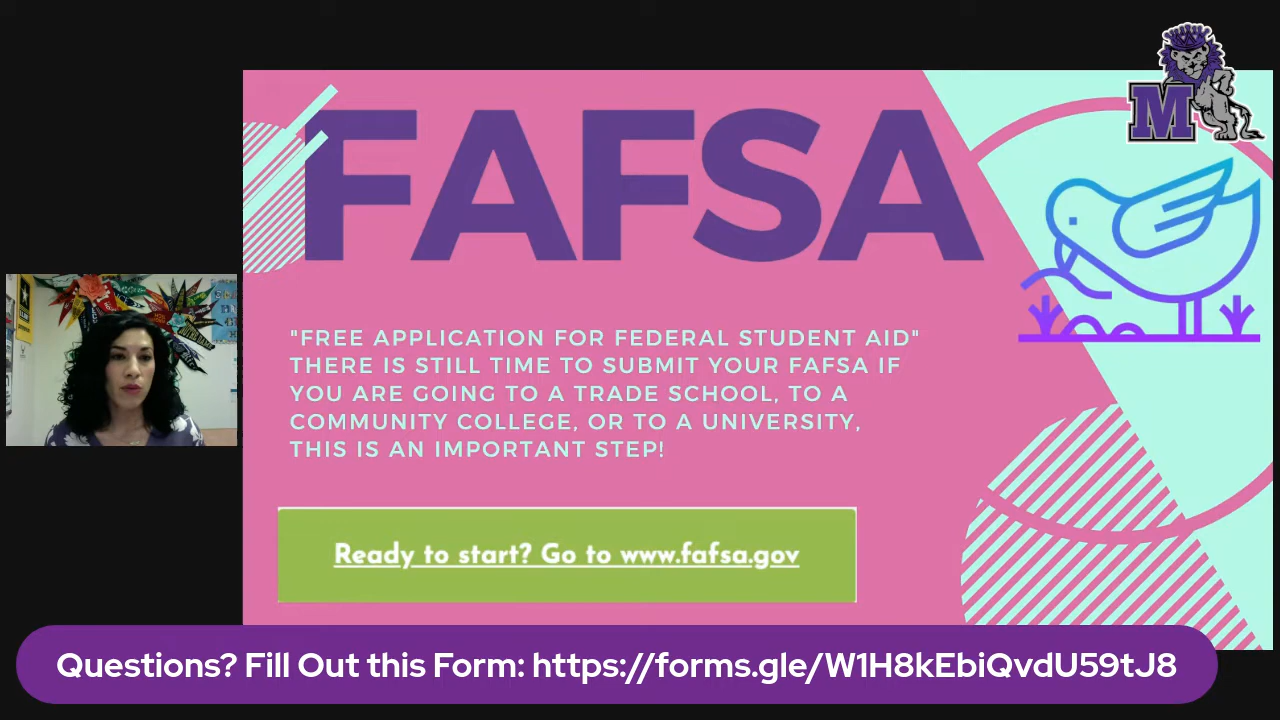 FAFSA
M
"FREE APPLICATION FOR FEDERAL STUDENT AID"
THERE IS STILL TIME TO SUBMIT YOUR FAFSA IF
YOU ARE GOING TO A TRADE SCHOOL, TO A
COMMUNITY COLLEGE, OR TO A UNIVERSITY,
THIS IS AN IMPORTANT STEP!
Ready to start? Go to www.fafsa.gov
Questions? Fill Out this Form: https://forms.gle/W1H8kEbiQvdU59tJ8